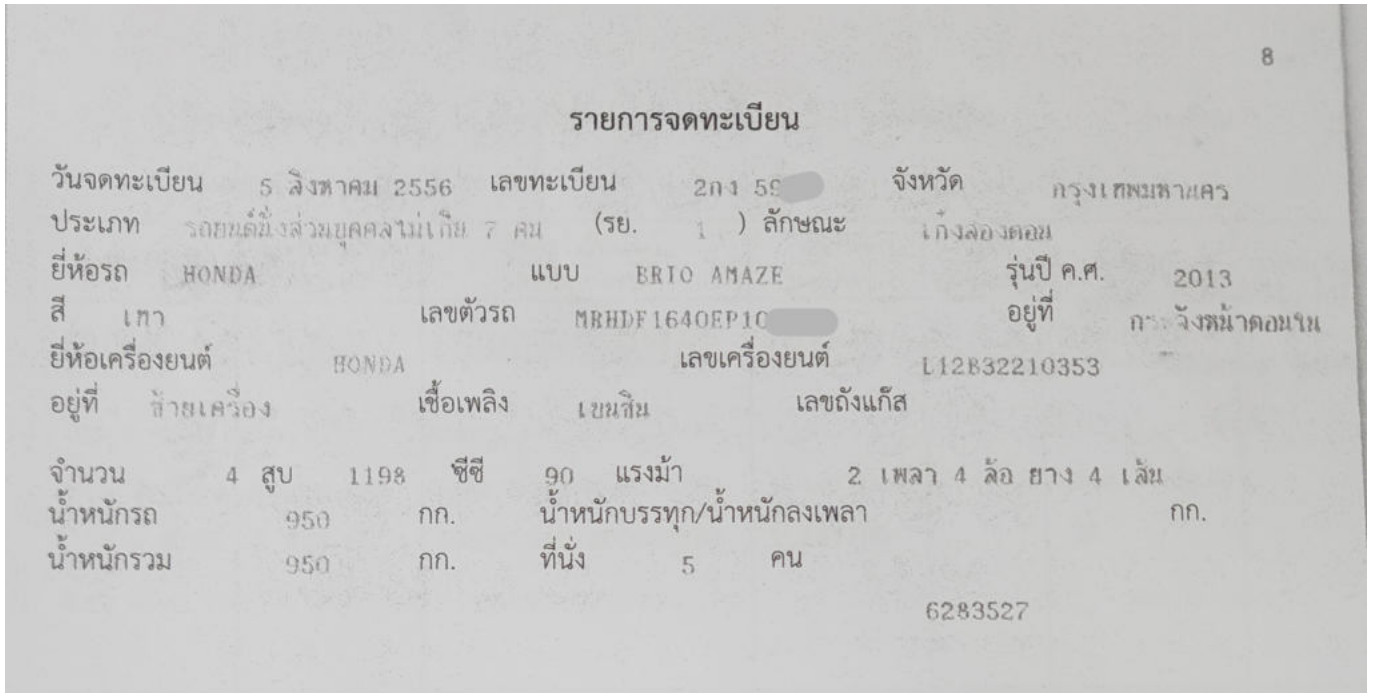 8
รายการจดทะเบียน
วันจดทะเบียน 5 สิงหาคม 2556 เลขทะเบียน 2กง 59 จังหวัด กรุงเทพมหานคร
ประเภท รถยนต์นั่งส่วนบุคคลไม่เกิน 7 คน (รย. 1 ) ลักษณะ เก๋งสองตอน
ยี่ห้อรถ HONDA แบบ BRIO AMAZE รุ่นปี ค.ศ. 2013
สี เทา เลขตัวรถ MRHDF1640EP10 อยู่ที่ กระจังหน้าตอนใน
ยี่ห้อเครื่องยนต์ HONDA เลขเครื่องยนต์ L12B32210353
อยู่ที่ ซ้ายเครื่อง เชื้อเพลิง เบนซิน เลขถังแก๊ส
จำนวน 4 สูบ 1198 ซีซี 90 แรงม้า 2 เพลา 4 ล้อ ยาง 4 เส้น
น้ำหนักรถ 950 กก. น้ำหนักบรรทุก/น้ำหนักลงเพลา กก.
น้ำหนักรวม 950 กก. ที่นั่ง 5 คน
6283527